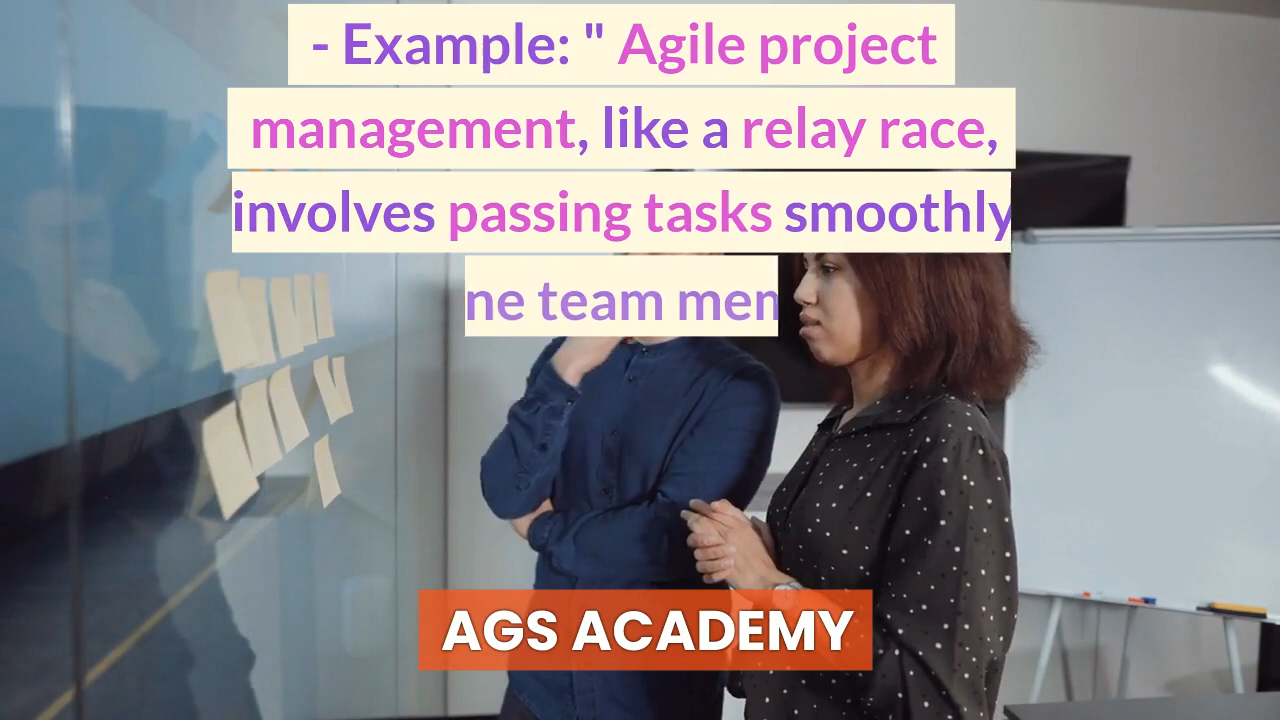 - Example: " Agile project
management, like a relay race,
involves passing tasks smoothly
team
AGS ACADEMY